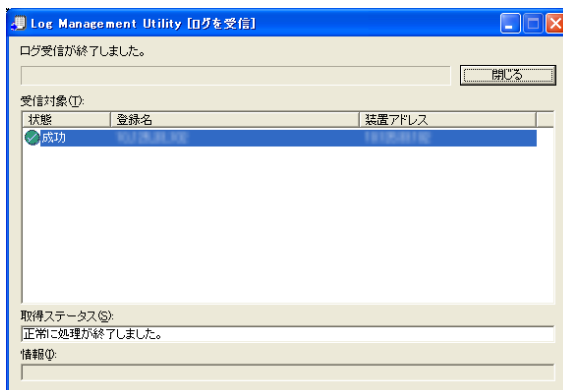 Log Management Utility [ログを受信]
ログ受信が終了しました。
閉じる
受信対象(T):
状態 登録名 装置アドレス
成功
取得ステータス(S):
正常に処理が終了しました。
情報(I):